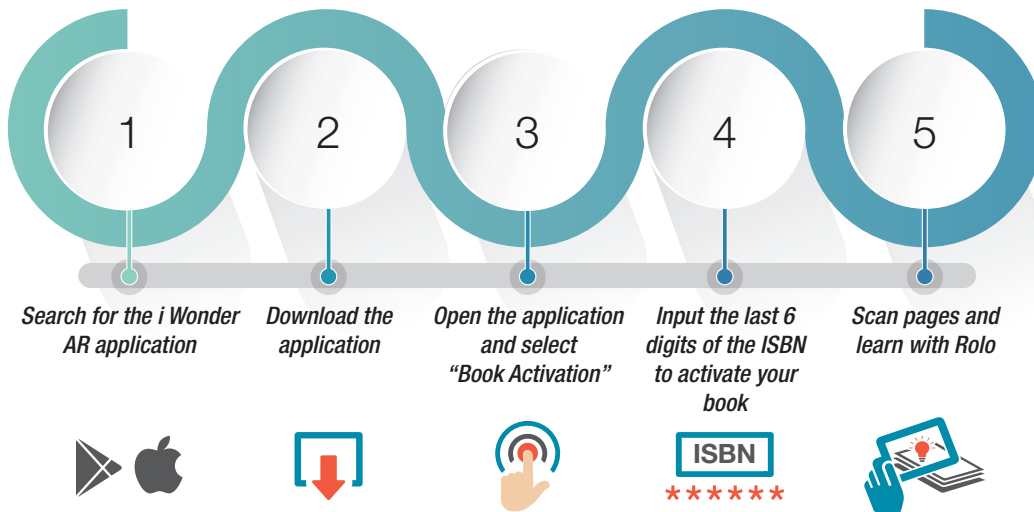 1
2
3
4
5
Search for the i Wonder
AR application
Download the
application
Open the application
and select
“Book Activation”
Input the last 6
digits of the ISBN
to activate your
book
Scan pages and
learn with Rolo
ISBN
******